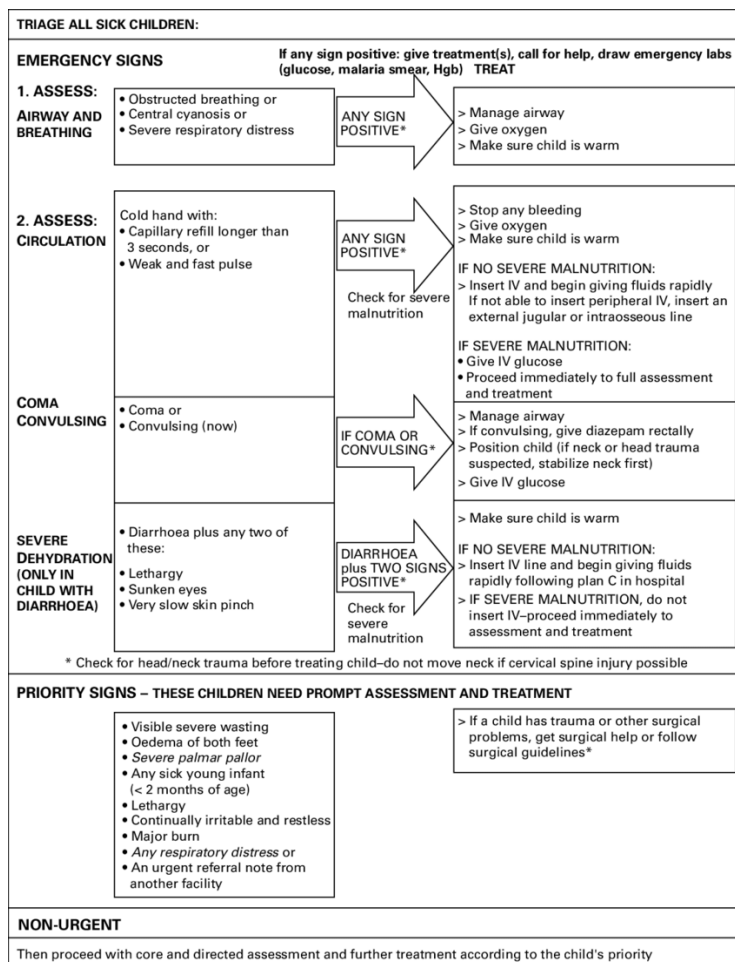 TRIAGE ALL SICK CHILDREN:
EMERGENCY SIGNS
If any sign positive: give treatment(s), call for help, draw emergency labs
(glucose, malaria smear, Hgb) TREAT
1. ASSESS:
AIRWAY AND
BREATHING
• Obstructed breathing or
• Central cyanosis or
• Severe respiratory distress
ANY SIGN
POSITIVE*
> Manage airway
> Give oxygen
> Make sure child is warm
2. ASSESS:
CIRCULATION
Cold hand with:
• Capillary refill longer than
3 seconds, or
• Weak and fast pulse
ANY SIGN
POSITIVE*
Check for severe
malnutrition
> Stop any bleeding
> Give oxygen
> Make sure child is warm
IF NO SEVERE MALNUTRITION:
> Insert IV and begin giving fluids rapidly
If not able to insert peripheral IV, insert an
external jugular or intraosseous line
IF SEVERE MALNUTRITION:
• Give IV glucose
• Proceed immediately to full assessment
and treatment
COMA
CONVULSING
• Coma or
• Convulsing (now)
IF COMA OR
CONVULSING*
> Manage airway
> If convulsing, give diazepam rectally
> Position child (if neck or head trauma
suspected, stabilize neck first)
> Give IV glucose
SEVERE
DEHYDRATION
(ONLY IN
CHILD WITH
DIARRHOEA)
• Diarrhoea plus any two of
these:
• Lethargy
• Sunken eyes
• Very slow skin pinch
DIARRHOEA
plus TWO SIGNS
POSITIVE*
Check for
severe
malnutrition
> Make sure child is warm
IF NO SEVERE MALNUTRITION:
> Insert IV line and begin giving fluids
rapidly following plan C in hospital
> IF SEVERE MALNUTRITION, do not
insert IV–proceed immediately to
assessment and treatment
* Check for head/neck trauma before treating child–do not move neck if cervical spine injury possible
PRIORITY SIGNS – THESE CHILDREN NEED PROMPT ASSESSMENT AND TREATMENT
• Visible severe wasting
• Oedema of both feet
• Severe palmar pallor
• Any sick young infant
(< 2 months of age)
• Lethargy
• Continually irritable and restless
• Major burn
• Any respiratory distress or
• An urgent referral note from
another facility
> If a child has trauma or other surgical
problems, get surgical help or follow
surgical guidelines*
NON-URGENT
Then proceed with core and directed assessment and further treatment according to the child's priority